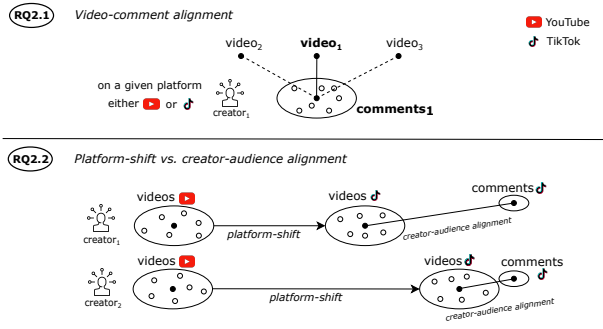 RQ2.1 Video-comment alignment
YouTube
TikTok
video2 video1 video3
on a given platform
either or
creator1
comments1
RQ2.2 Platform-shift vs. creator-audience alignment
videos videos comments
creator1
platform-shift
creator-audience alignment
videos videos comments
creator2
platform-shift
creator-audience alignment